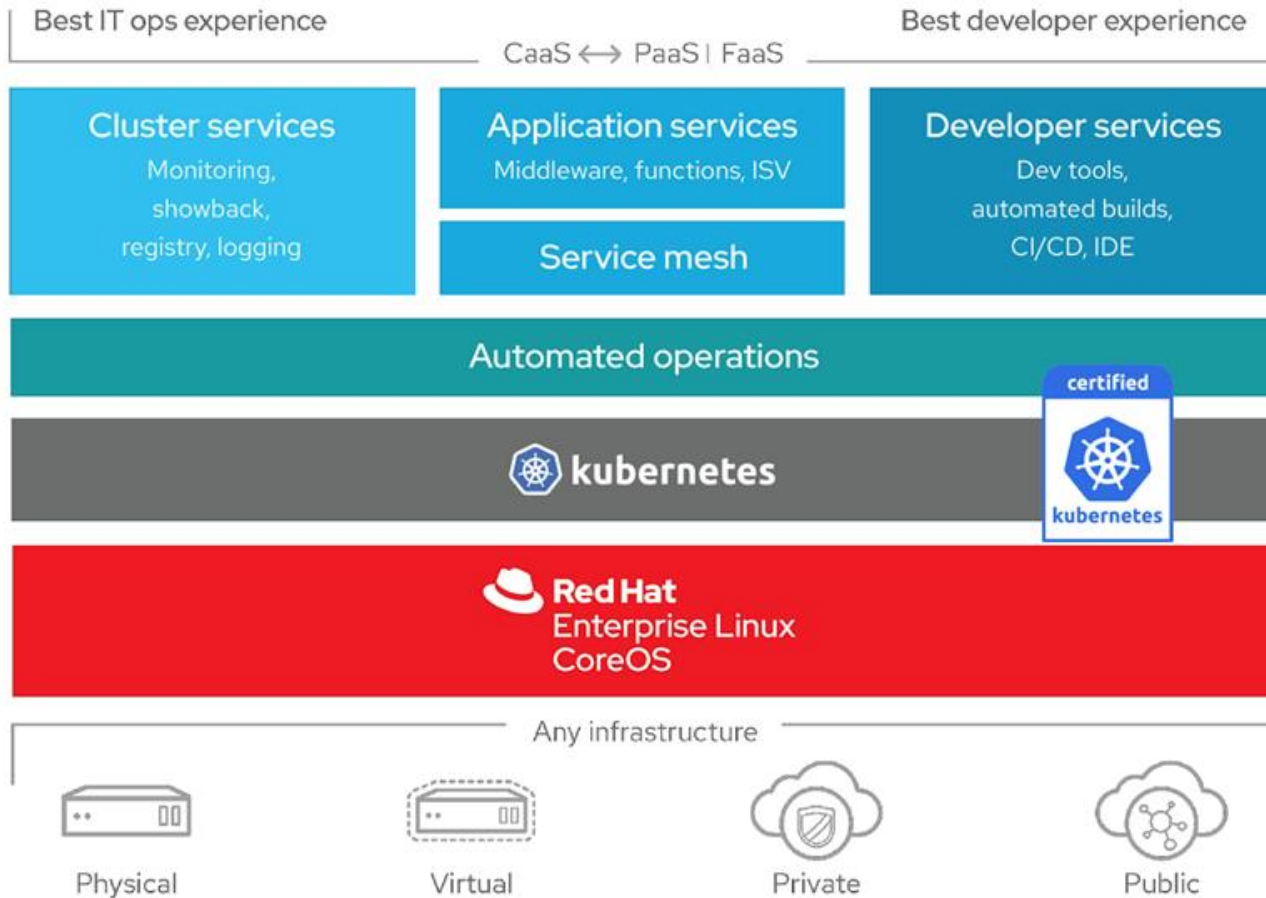 Best IT ops experience
Best developer experience
CaaS ↔ PaaS | FaaS
Cluster services
Monitoring,
showback,
registry, logging
Application services
Middleware, functions, ISV
Service mesh
Developer services
Dev tools,
automated builds,
CI/CD, IDE
Automated operations
certified
kubernetes
kubernetes
Red Hat
Enterprise Linux
CoreOS
Any infrastructure
Physical
Virtual
Private
Public